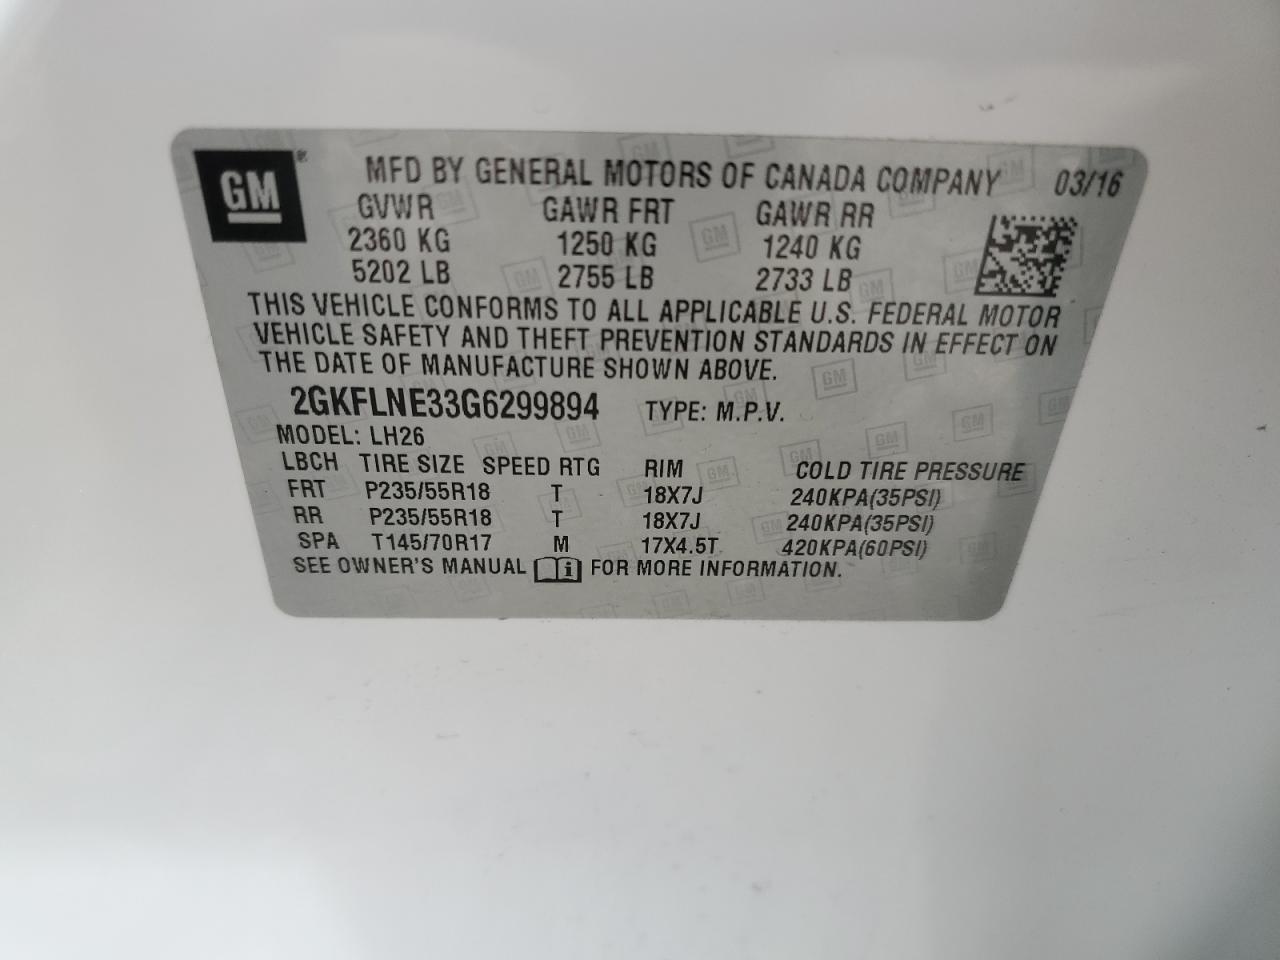 GM® MFD BY GENERAL MOTORS OF CANADA COMPANY 03/16
GVWR GAWR FRT GAWR RR
2360 KG 1250 KG 1240 KG
5202 LB 2755 LB 2733 LB
THIS VEHICLE CONFORMS TO ALL APPLICABLE U.S. FEDERAL MOTOR
VEHICLE SAFETY AND THEFT PREVENTION STANDARDS IN EFFECT ON
THE DATE OF MANUFACTURE SHOWN ABOVE.
2GKFLNE33G6299894 TYPE: M.P.V.
MODEL: LH26
LBCH TIRE SIZE SPEED RTG RIM COLD TIRE PRESSURE
FRT P235/55R18 T 18X7J 240KPA(35PSI)
RR P235/55R18 T 18X7J 240KPA(35PSI)
SPA T145/70R17 M 17X4.5T 420KPA(60PSI)
SEE OWNER'S MANUAL i FOR MORE INFORMATION.